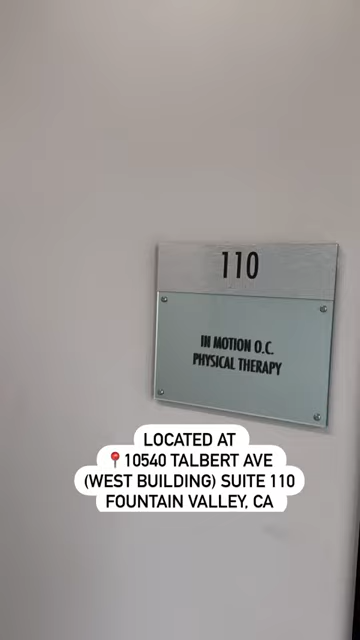 110
IN MOTION O.C.
PHYSICAL THERAPY
LOCATED AT
📍10540 TALBERT AVE
(WEST BUILDING) SUITE 110
FOUNTAIN VALLEY, CA